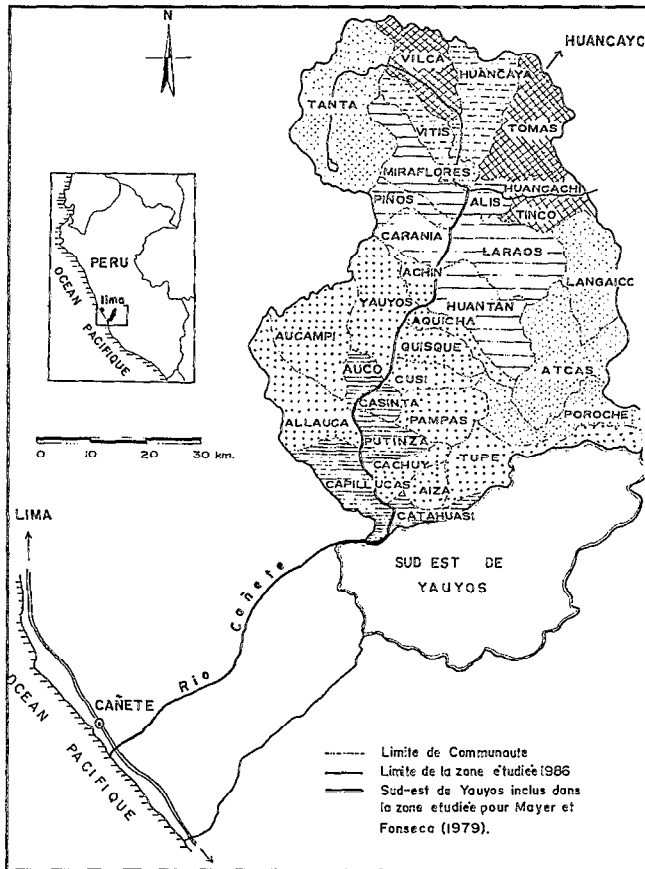 N
HUANCAYO
VILCA
HUANCAYA
TANTA
TOMAS
VITIS
MIRAFLORES
HUANCACHI
PIÑOS
ALIS
TINCO
CARANIA
LARAOS
ACHIN
LANGAICO
YAUYOS
HUANTAN
AQUICHA
AUCAMPI
QUISQUE
ATCAS
AUCO
CUSI
CASINTA
POROCHE
ALLAUCA
PAMPAS
PUTINZA
TUPE
CACHUY
CAPILLUCAS
AIZA
CATAHUASI
SUD EST DE
YAUYOS
PERU
lima
OCEAN
PACIFIQUE
0 10 20 30 km.
LIMA
Rio Cañete
CAÑETE
OCEAN
PACIFIQUE
Limite de Communaute
Limite de la zone étudiée 1986
Sud-est de Yauyos inclus dans
la zone etudiée pour Mayer et
Fonseca (1979).